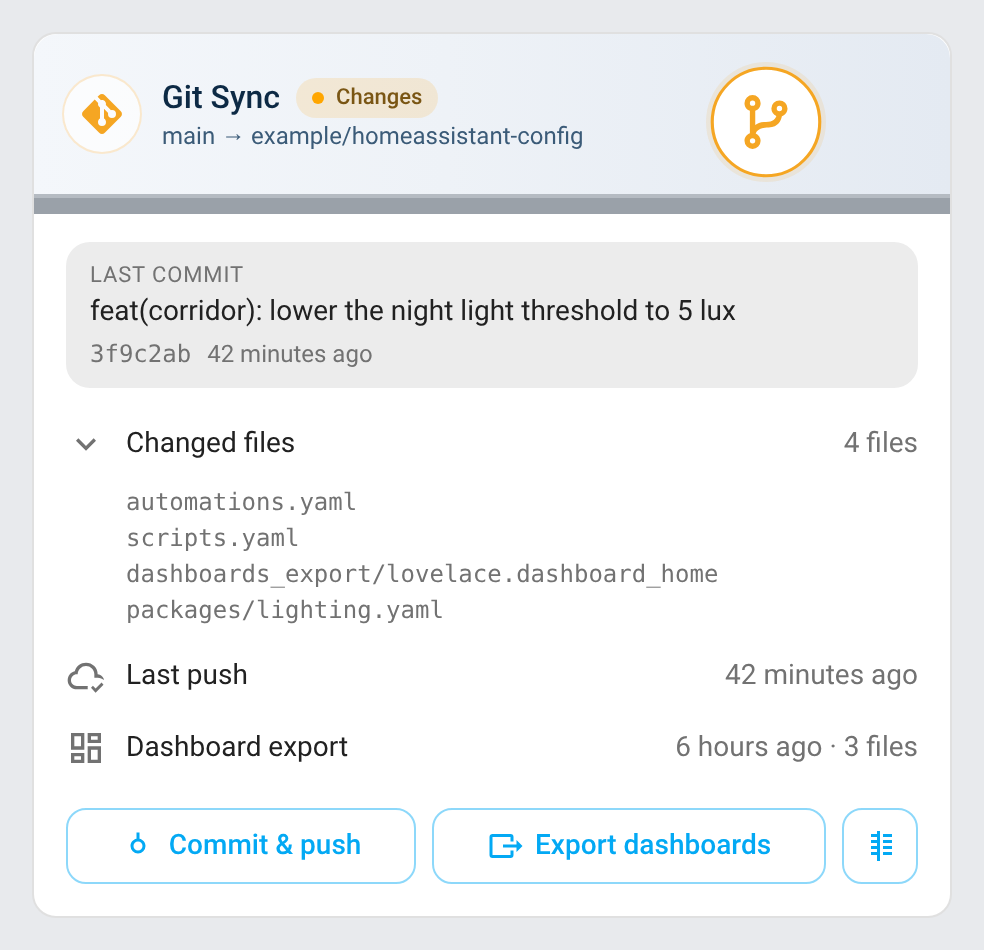 Git Sync
Changes
main → example/homeassistant-config
LAST COMMIT
feat(corridor): lower the night light threshold to 5 lux
3f9c2ab 42 minutes ago
Changed files 4 files
automations.yaml
scripts.yaml
dashboards_export/lovelace.dashboard_home
packages/lighting.yaml
Last push 42 minutes ago
Dashboard export 6 hours ago · 3 files
Commit & push
Export dashboards